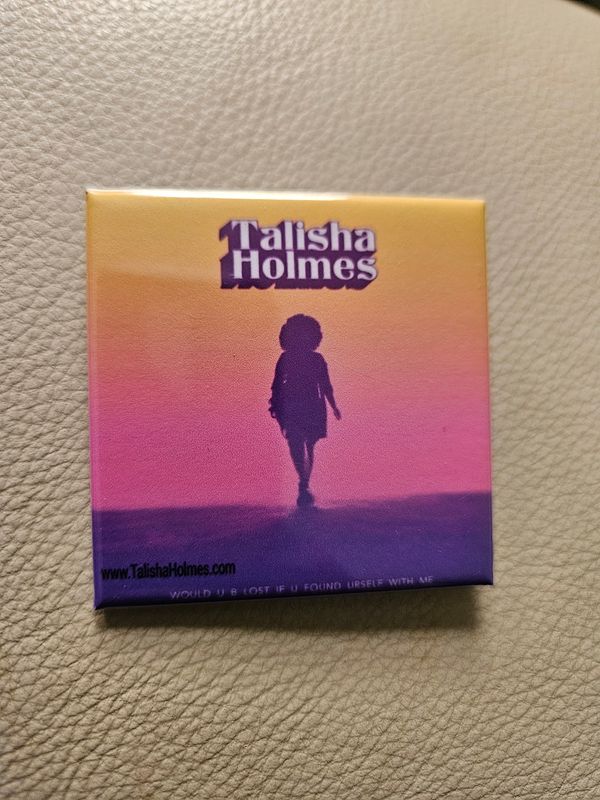 Talisha
Holmes
www.TalishaHolmes.com
WOULD U B LOST IF U FOUND URSELF WITH ME